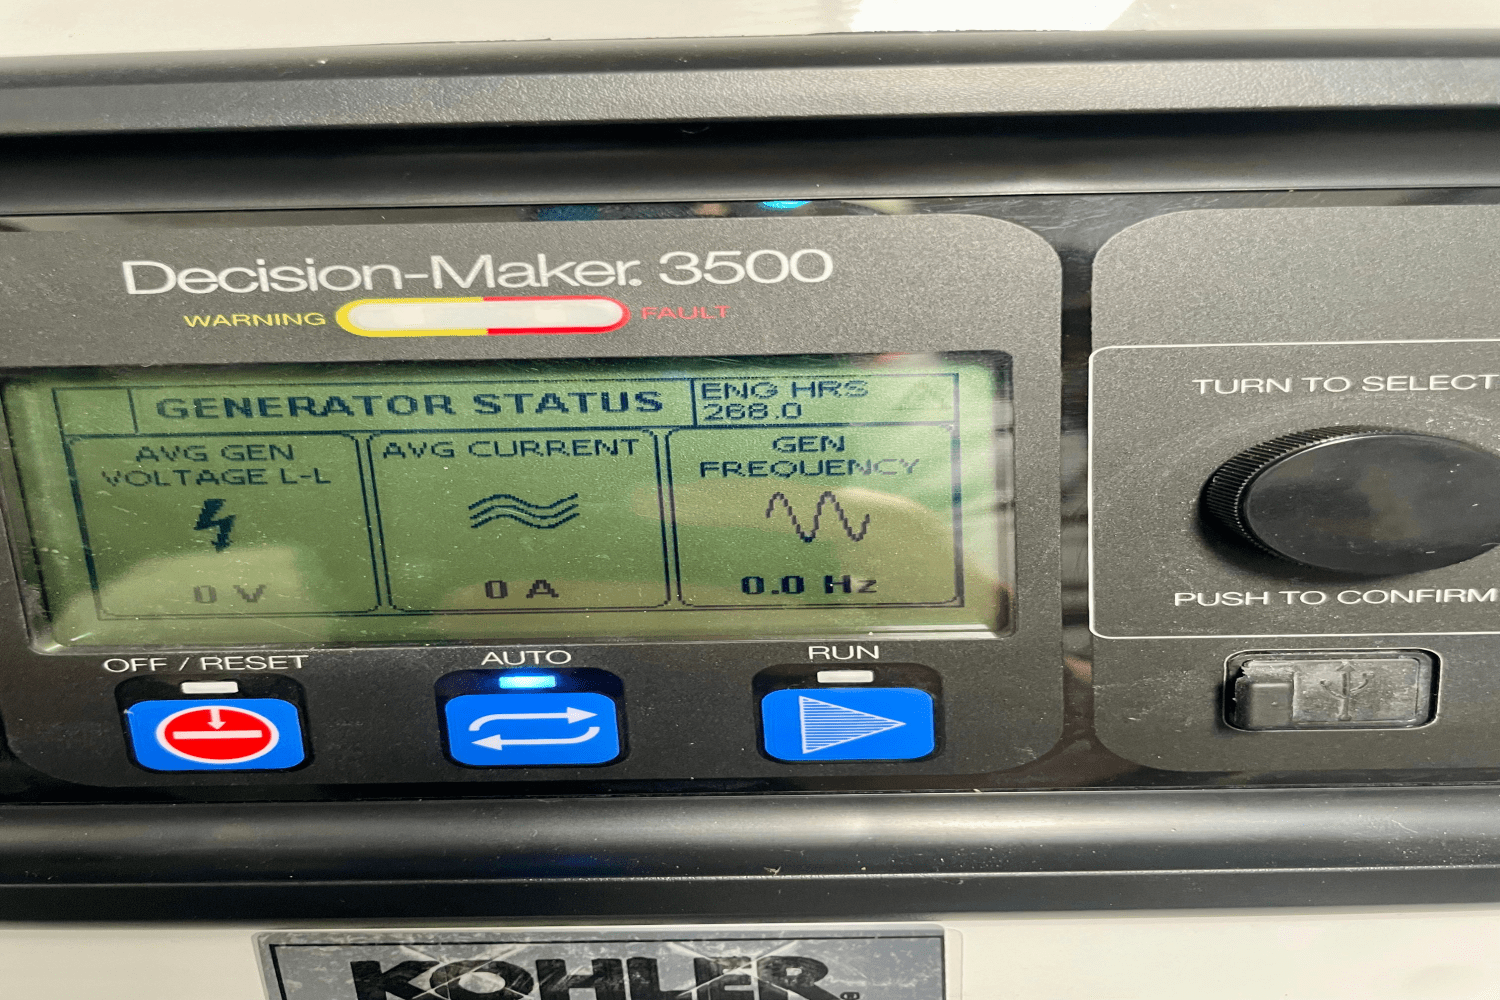 Decision-Maker® 3500
WARNING
FAULT
GENERATOR STATUS
ENG HRS
268.0
AVG GEN
VOLTAGE L-L
0 V
AVG CURRENT
0 A
GEN
FREQUENCY
0.0 Hz
OFF / RESET
AUTO
RUN
TURN TO SELECT
PUSH TO CONFIRM
KOHLER®